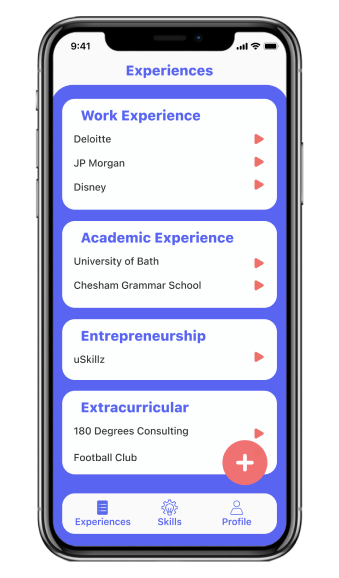 9:41
Experiences
Work Experience
Deloitte
JP Morgan
Disney
Academic Experience
University of Bath
Chesham Grammar School
Entrepreneurship
uSkillz
Extracurricular
180 Degrees Consulting
Football Club
Experiences Skills Profile